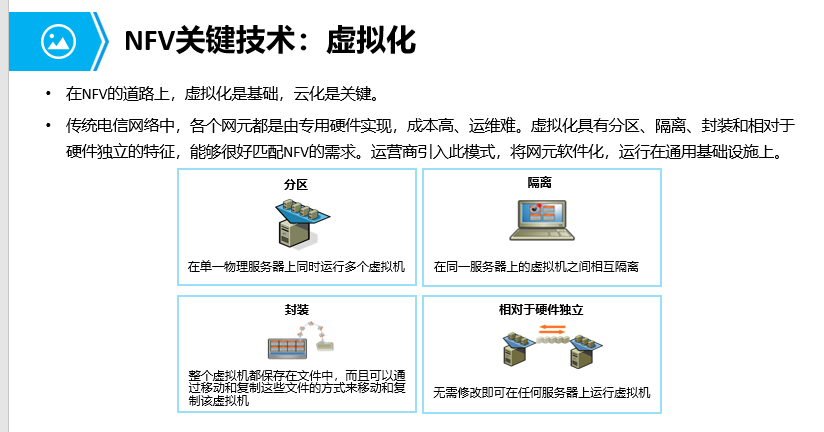 NFV关键技术：虚拟化
• 在NFV的道路上，虚拟化是基础，云化是关键。
• 传统电信网络中，各个网元都是由专用硬件实现，成本高、运维难。虚拟化具有分区、隔离、封装和相对于
硬件独立的特征，能够很好匹配NFV的需求。运营商引入此模式，将网元软件化，运行在通用基础设施上。
分区
在单一物理服务器上同时运行多个虚拟机
隔离
在同一服务器上的虚拟机之间相互隔离
封装
整个虚拟机都保存在文件中，而且可以通
过移动和复制这些文件的方式来移动和复
制该虚拟机
相对于硬件独立
无需修改即可在任何服务器上运行虚拟机